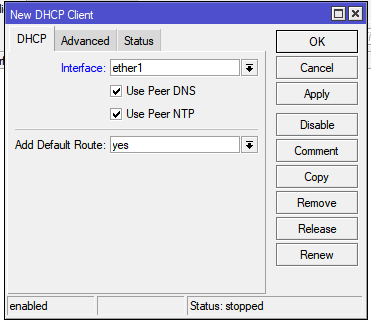 New DHCP Client
DHCP
Advanced
Status
OK
Interface: ether1
Cancel
Use Peer DNS
Apply
Use Peer NTP
Disable
Add Default Route: yes
Comment
Copy
Remove
Release
Renew
enabled
Status: stopped